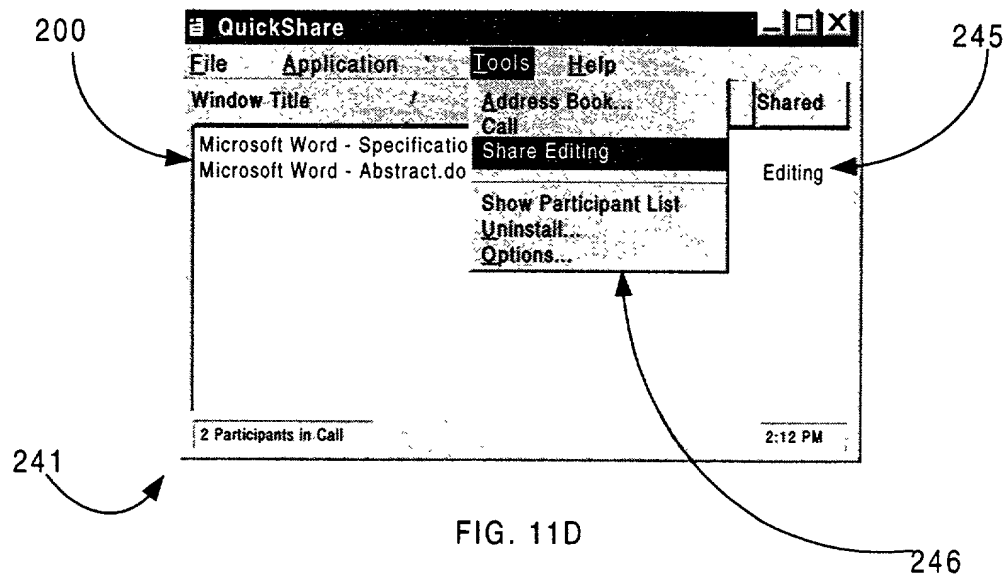 200
QuickShare
245
File Application Tools Help
Window Title
Address Book...
Shared
Call
Microsoft Word - Specificatio
Share Editing
Microsoft Word - Abstract.do
Editing
Show Participant List
Uninstall...
Options...
2 Participants in Call
2:12 PM
241
FIG. 11D
246